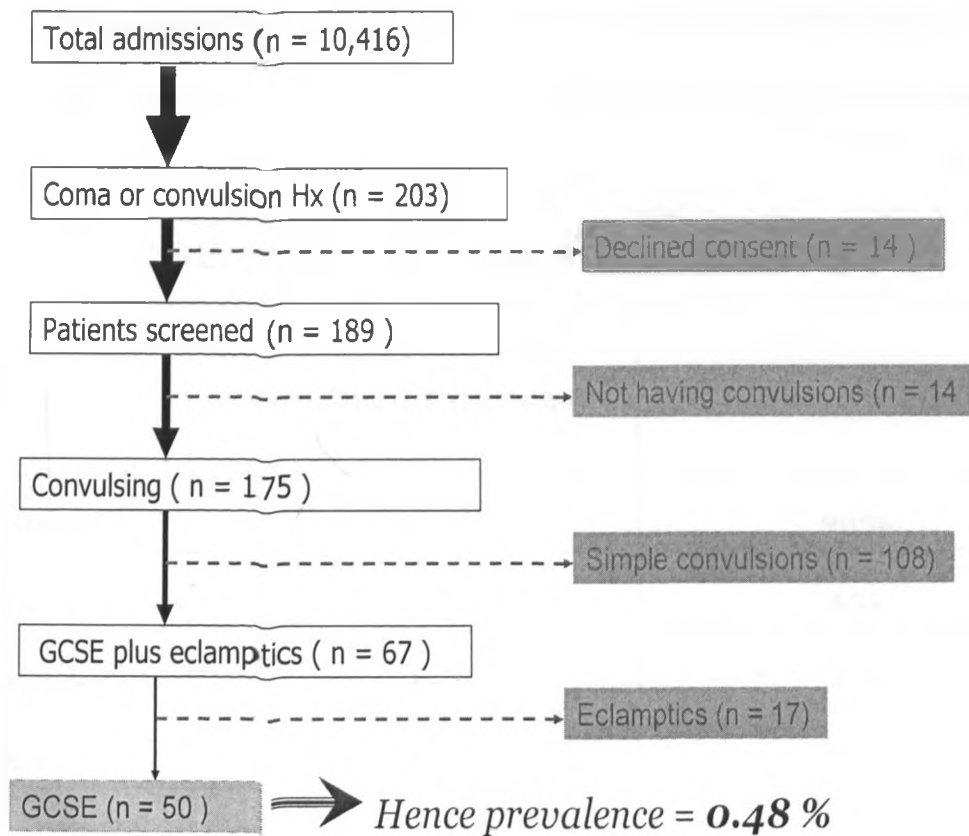 Total admissions (n = 10,416)
Coma or convulsion Hx (n = 203)
Declined consent (n = 14 )
Patients screened (n = 189 )
Not having convulsions (n = 14
Convulsing ( n = 175 )
Simple convulsions (n = 108)
GCSE plus eclamptics ( n = 67 )
Eclamptics (n = 17)
GCSE (n = 50 )
Hence prevalence = 0.48 %